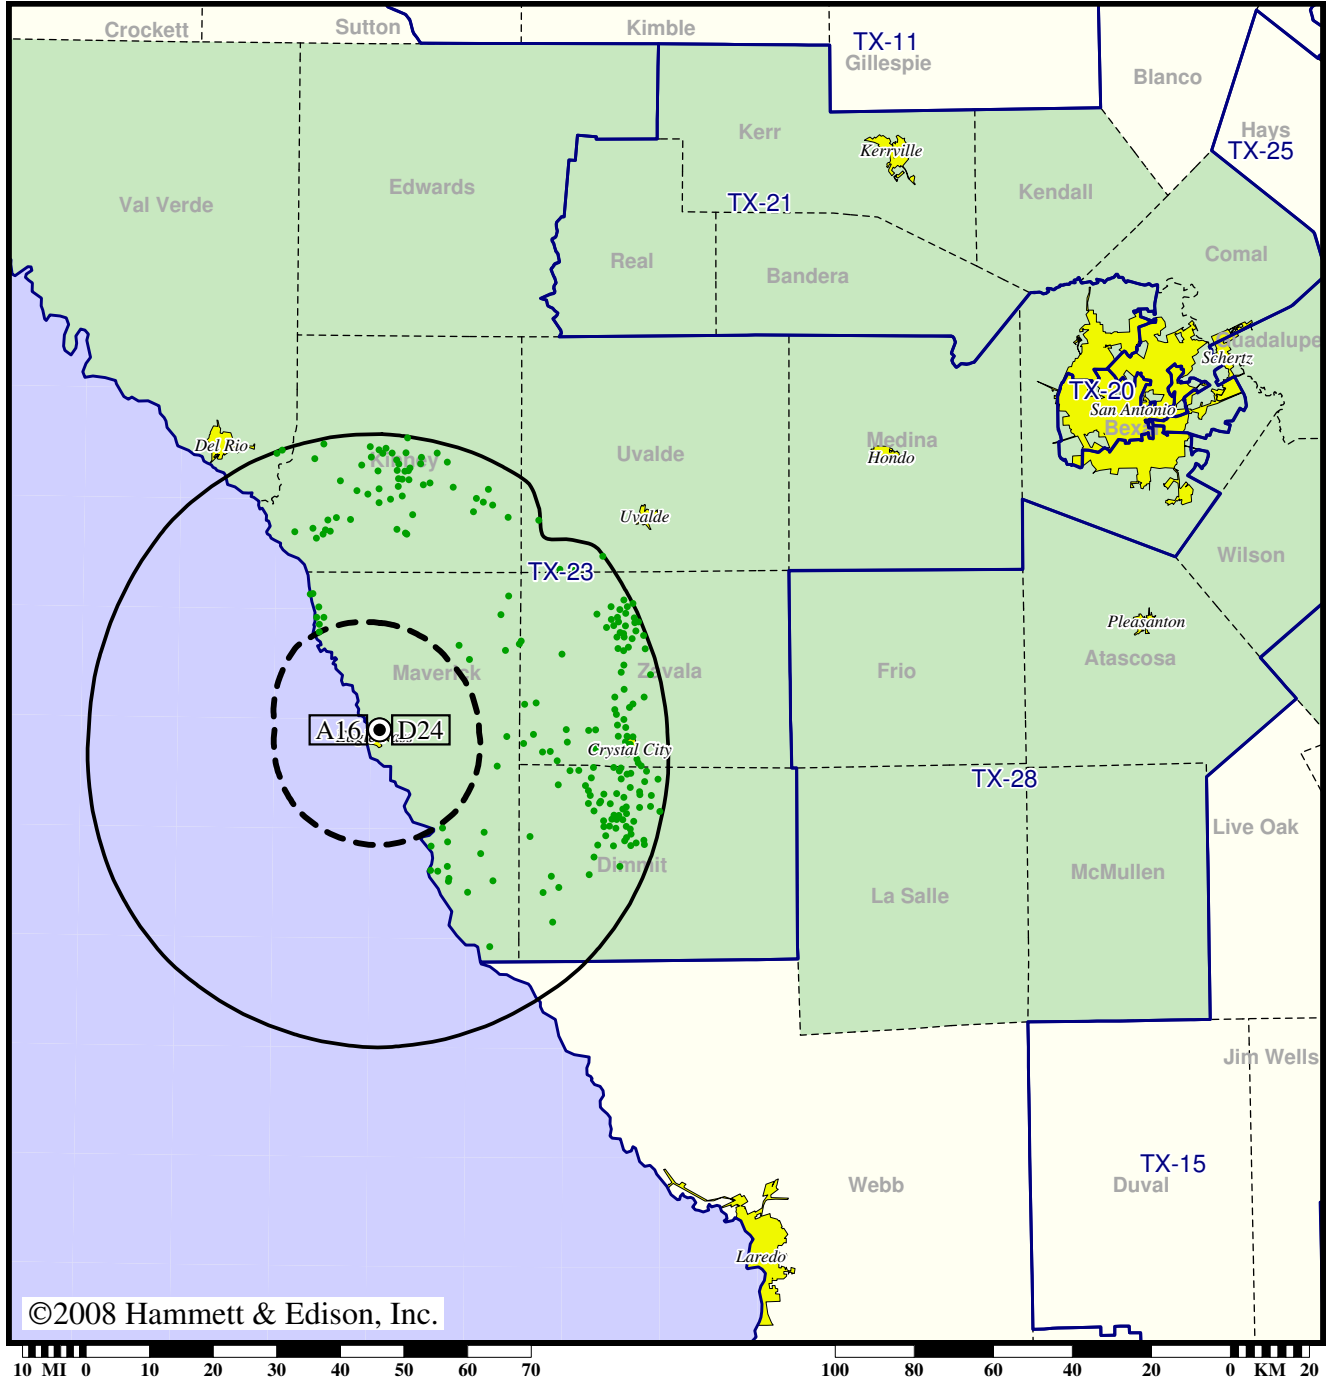 Crockett
Sutton
Kimble
TX-11
Gillespie
Blanco
Hays
TX-25
Kerr
Kerrville
Edwards
Val Verde
TX-21
Kendall
Real
Bandera
Comal
Guadalupe
Schertz
TX-20
San Antonio
Bexar
Del Rio
Kinney
Uvalde
Medina
Hondo
Uvalde
TX-23
Wilson
Pleasanton
Atascosa
Maverick
Zavala
Frio
A16
D24
Crystal City
TX-28
Live Oak
Dimmit
La Salle
McMullen
Jim Wells
TX-15
Webb
Duval
Laredo
©2008 Hammett & Edison, Inc.
10 MI 0 10 20 30 40 50 60 70 100 80 60 40 20 0 KM 20